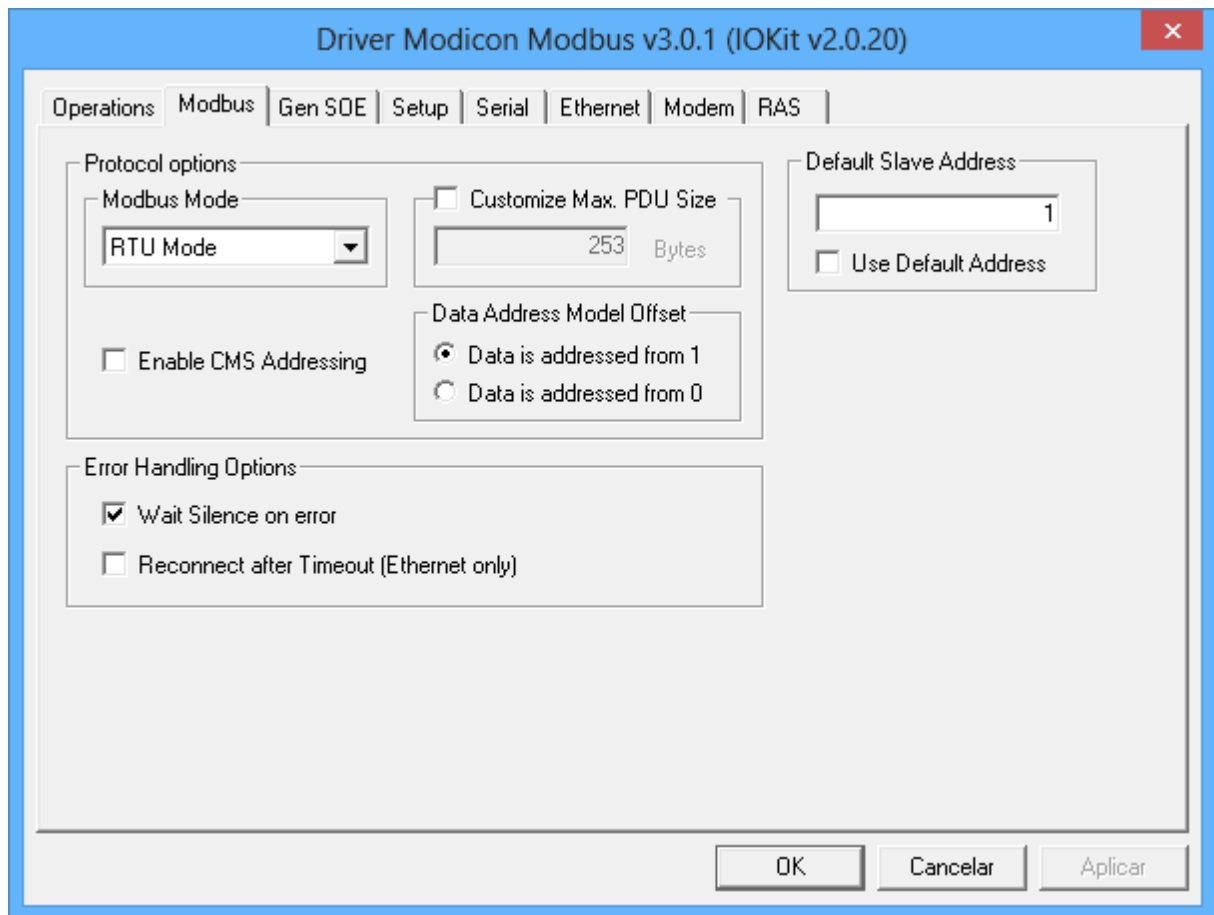 Driver Modicon Modbus v3.0.1 (IOKit v2.0.20)
Operations Modbus Gen SOE Setup Serial Ethernet Modem RAS
Protocol options
Modbus Mode
RTU Mode
Customize Max. PDU Size
253 Bytes
Enable CMS Addressing
Data Address Model Offset
Data is addressed from 1
Data is addressed from 0
Default Slave Address
1
Use Default Address
Error Handling Options
Wait Silence on error
Reconnect after Timeout (Ethernet only)
OK Cancelar Aplicar